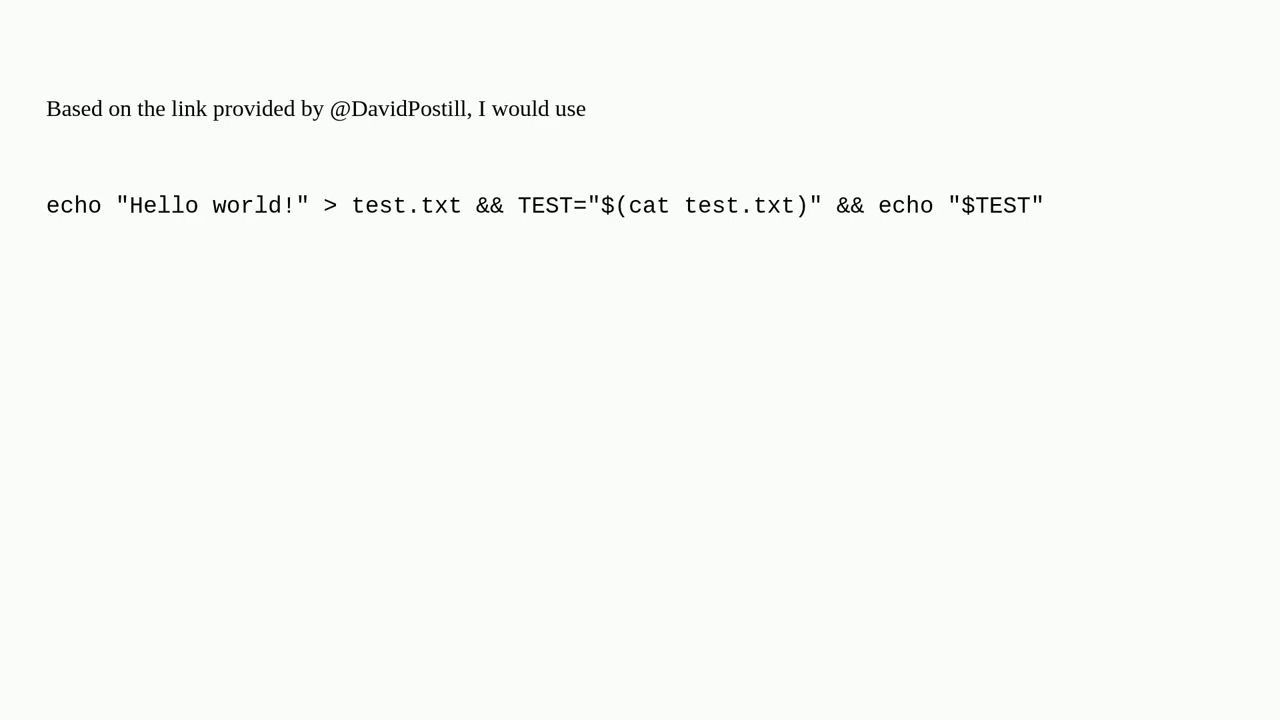 Based on the link provided by @DavidPostill, I would use
echo "Hello world!" > test.txt && TEST="$(cat test.txt)" && echo "$TEST"